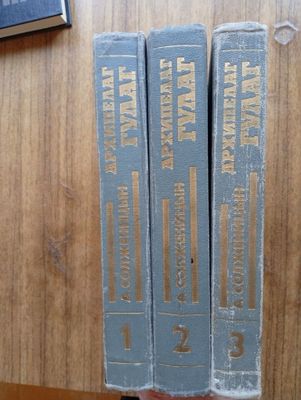 АРХИПЕЛАГ
ГУЛАГ
А. СОЛЖЕНИЦЫН
1
АРХИПЕЛАГ
ГУЛАГ
А. СОЛЖЕНИЦЫН
2
АРХИПЕЛАГ
ГУЛАГ
А. СОЛЖЕНИЦЫН
3